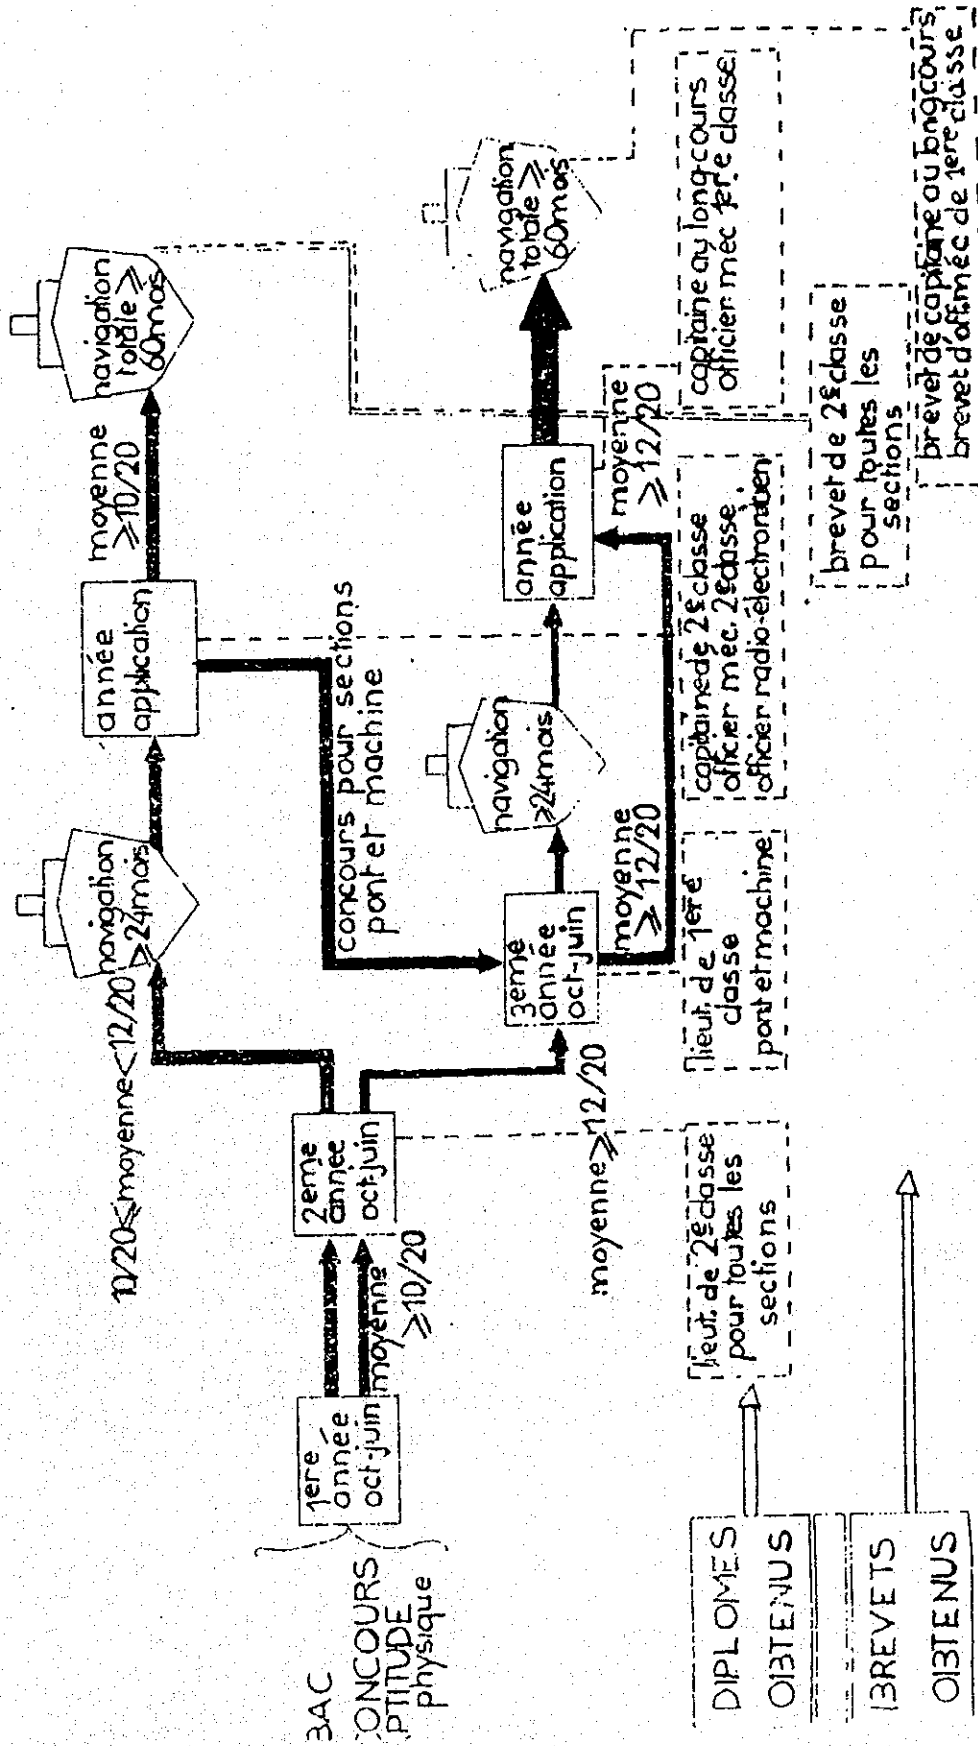 BAC
CONCOURS
APTITUDE
physique
1ere
année
oct-juin
moyenne
⩾10/20
2eme
année
oct-juin
10/20⩽moyenne<12/20
navigation
⩾24mois
année
application
moyenne
⩾10/20
navigation
totale ⩾
60mois
concours pour sections
pont et machine
moyenne⩾12/20
3eme
année
oct-juin
moyenne
⩾12/20
navigation
⩾24mois
année
application
moyenne
⩾12/20
navigation
totale ⩾
60mois
DIPLOMES
OBTENUS
lieut. de 2e classe
pour toutes les
sections
lieut. de 1ere
classe
pont et machine
capitaine de 2e classe
officier méc. 2e classe
officier radio-électronicien
capitaine au long-cours
officier méc 1ere classe
BREVETS
OBTENUS
brevet de 2e classe
pour toutes les
sections
brevet de capitaine au long cours
brevet d'off.méc de 1ere classe